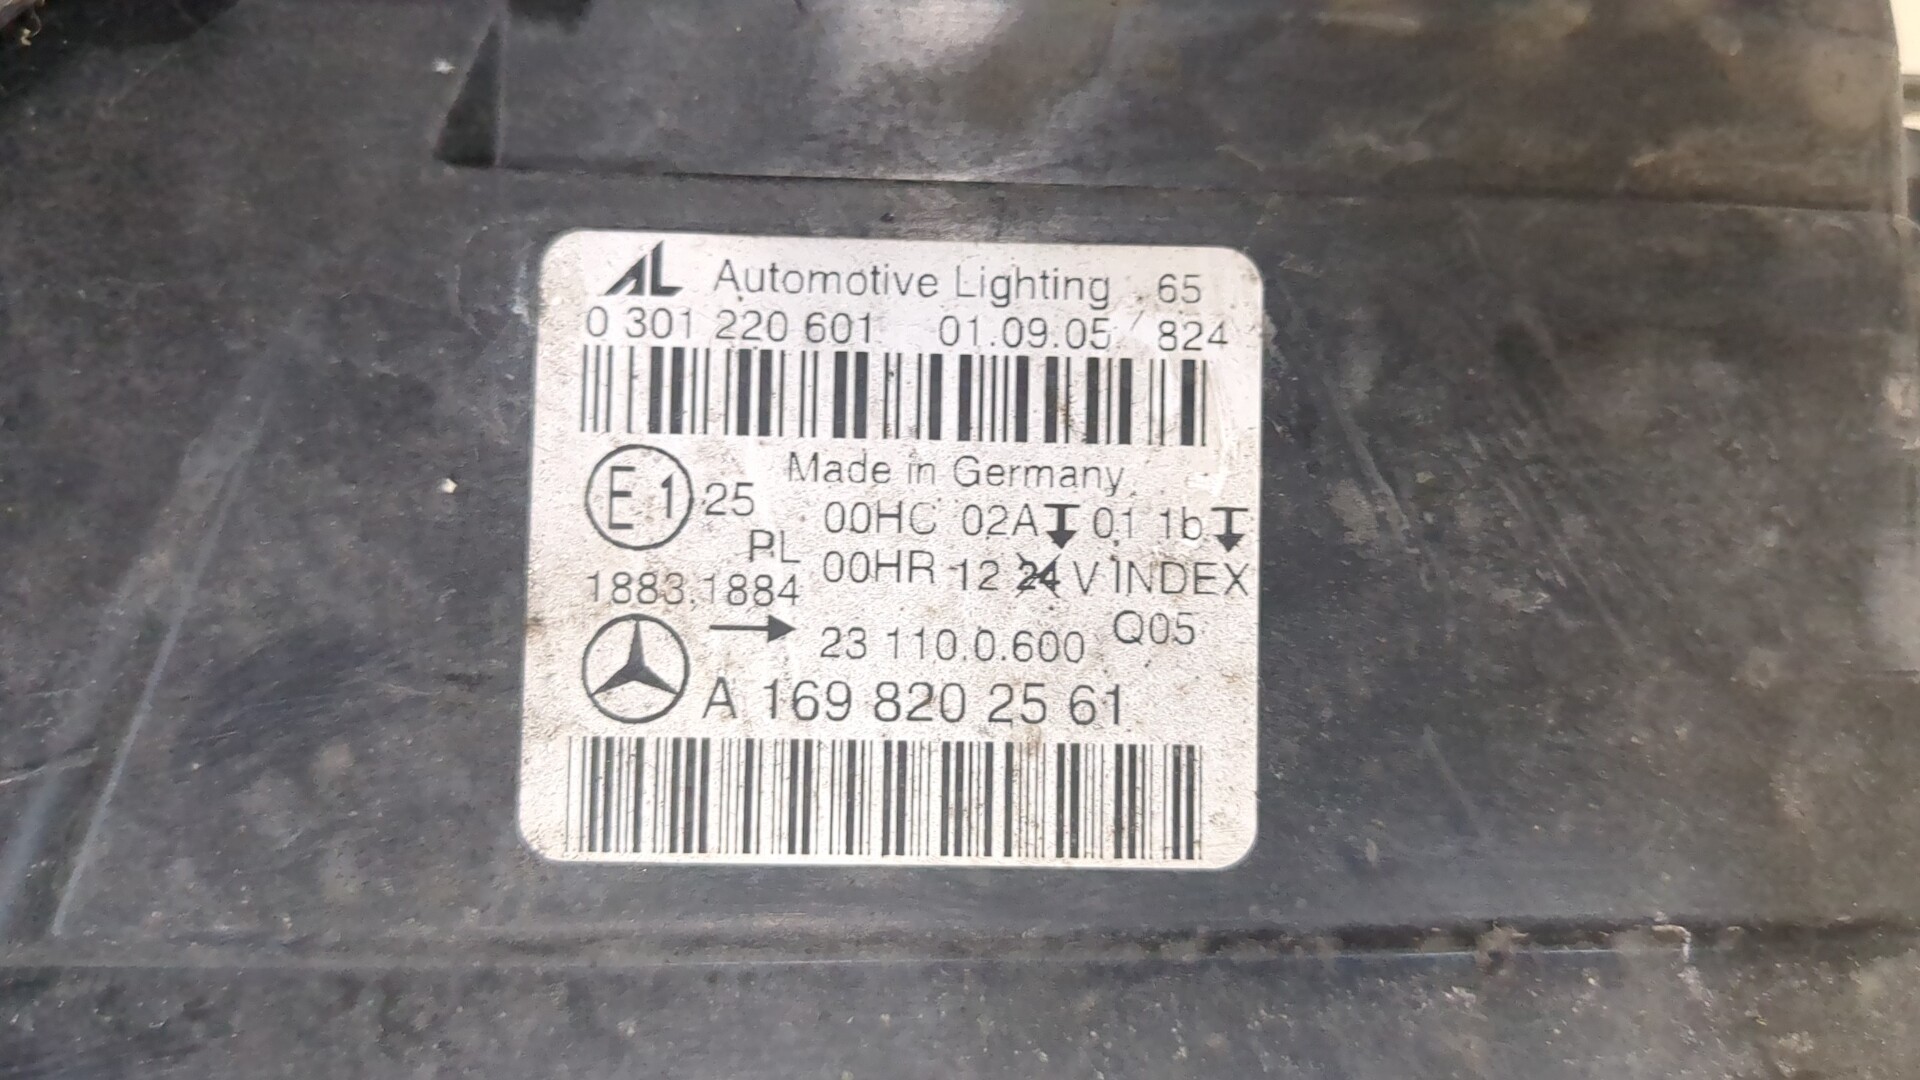 AL Automotive Lighting 65
0 301 220 601 01.09.05 824
Made in Germany
E1 25 00HC 02A 01 1b
PL 00HR 12 24 V INDEX
1883.1884 Q05
→ 23 110.0.600
A 169 820 25 61